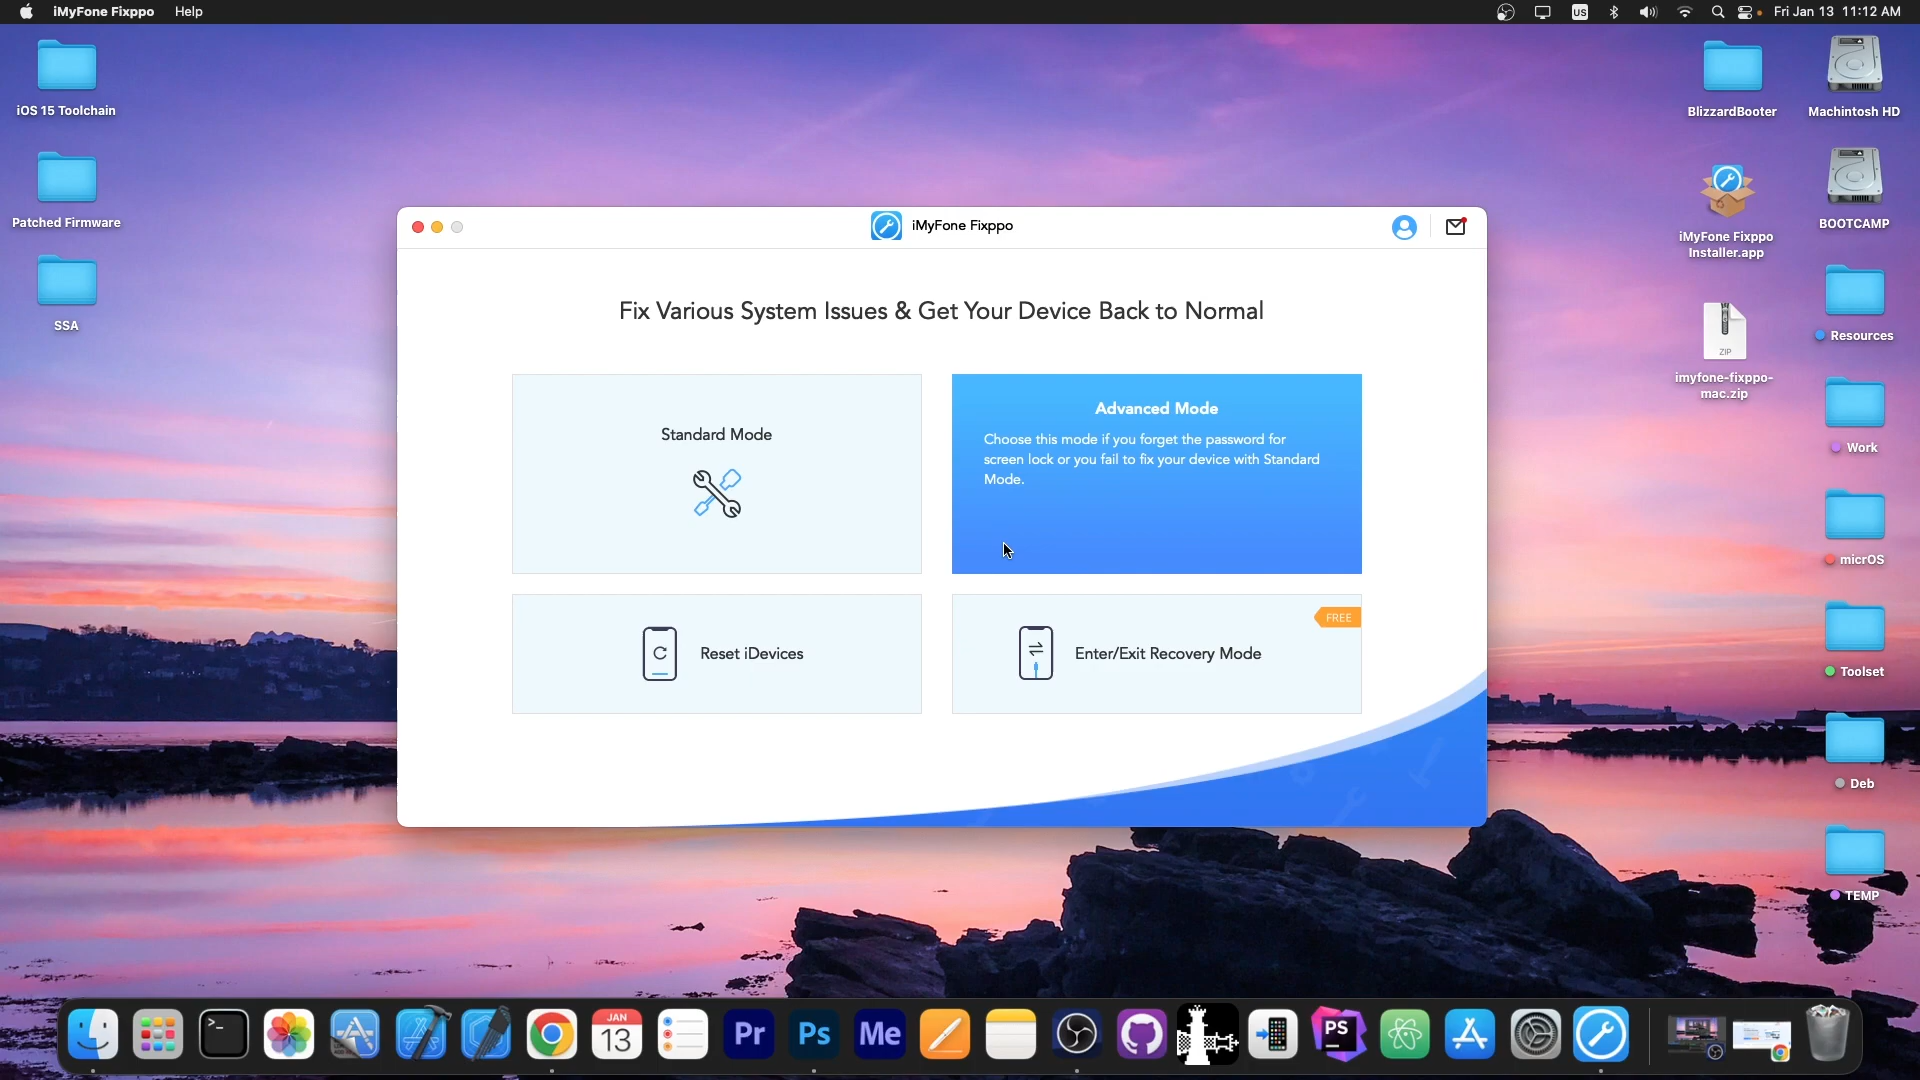 iMyFone Fixppo
Help
US
Fri Jan 13 11:12 AM
iOS 15 Toolchain
Patched Firmware
SSA
BlizzardBooter
Machintosh HD
iMyFone Fixppo
Installer.app
BOOTCAMP
ZIP
imyfone-fixppo-
mac.zip
Resources
Work
micrOS
Toolset
Deb
TEMP
iMyFone Fixppo
Fix Various System Issues & Get Your Device Back to Normal
Standard Mode
Advanced Mode
Choose this mode if you forget the password for
screen lock or you fail to fix your device with Standard
Mode.
Reset iDevices
FREE
Enter/Exit Recovery Mode
JAN
13
Pr
Ps
Me
PS